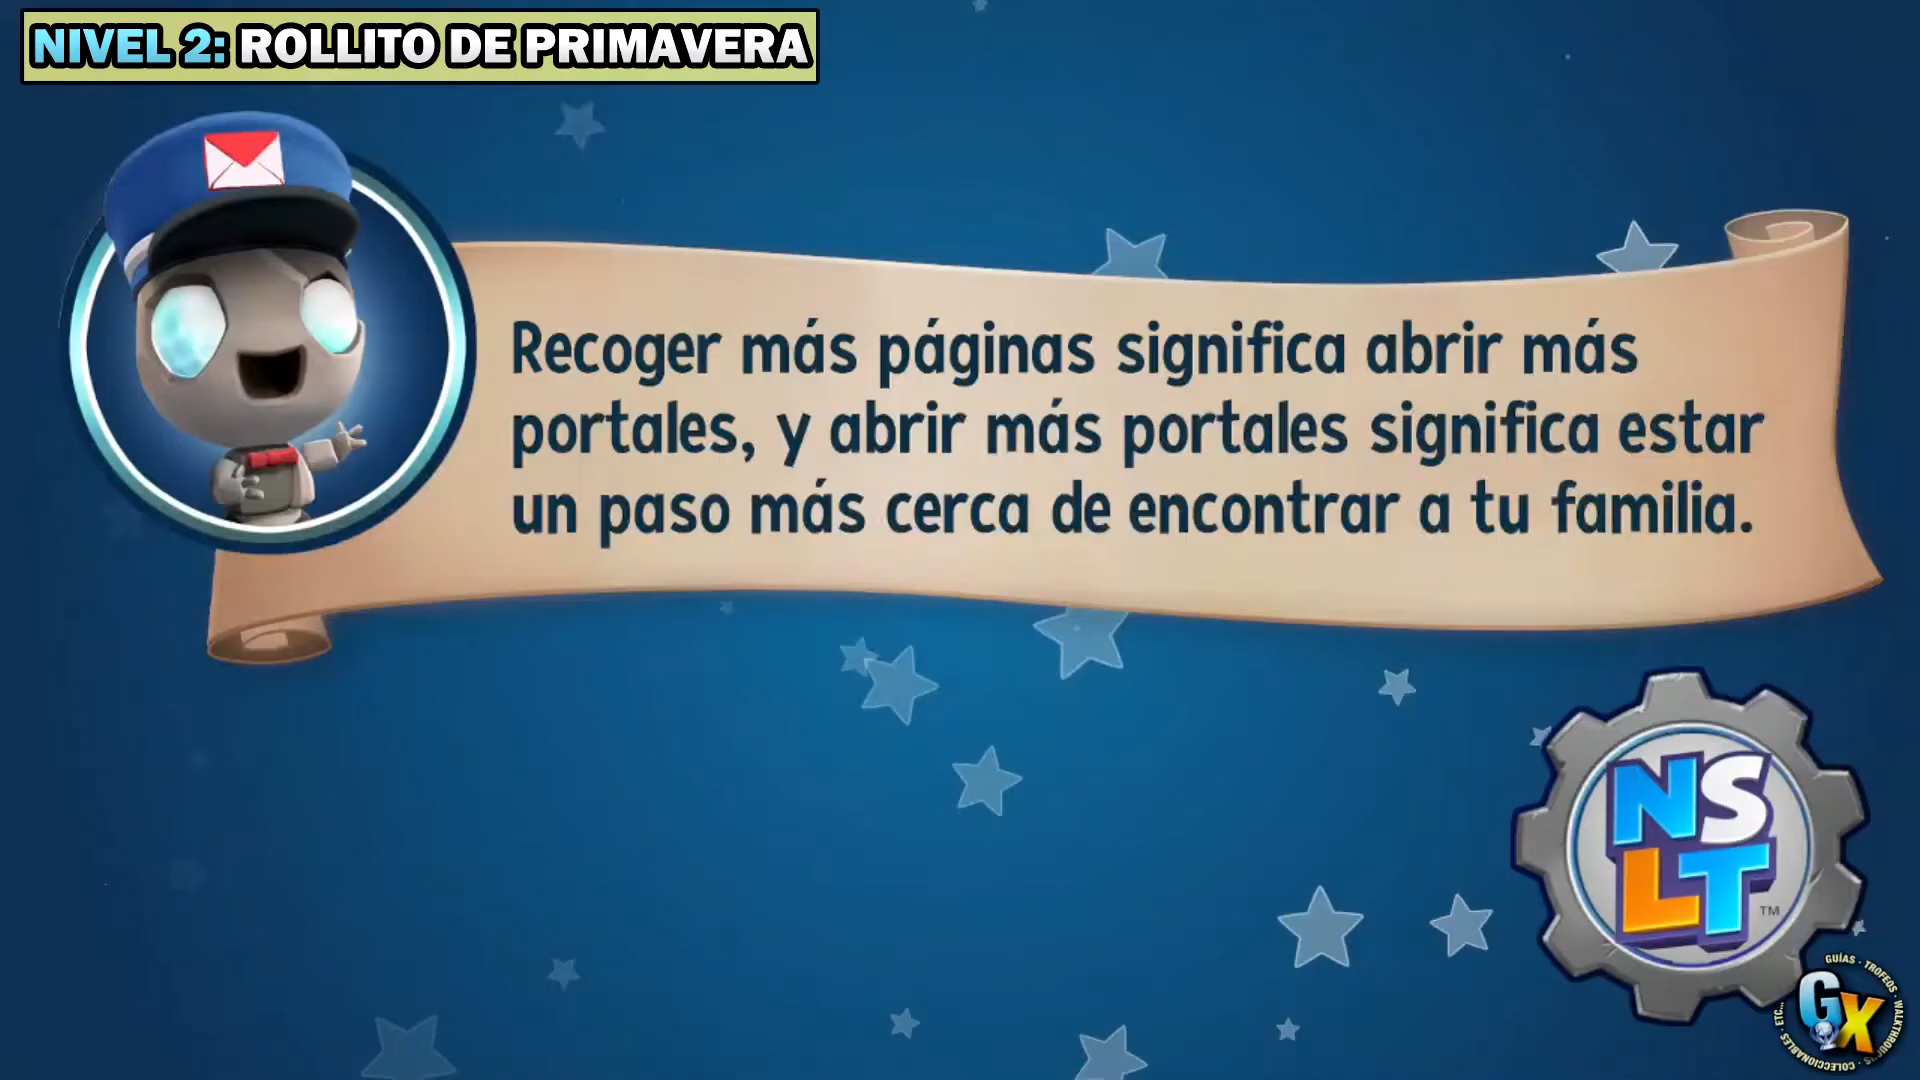 NIVEL 2: ROLLITO DE PRIMAVERA
Recoger más páginas significa abrir más
portales, y abrir más portales significa estar
un paso más cerca de encontrar a tu familia.
NS
LT
TM
GUÍAS · TROFEOS · WALKTHROUGHS · COLECCIONABLES · ETC...
GX